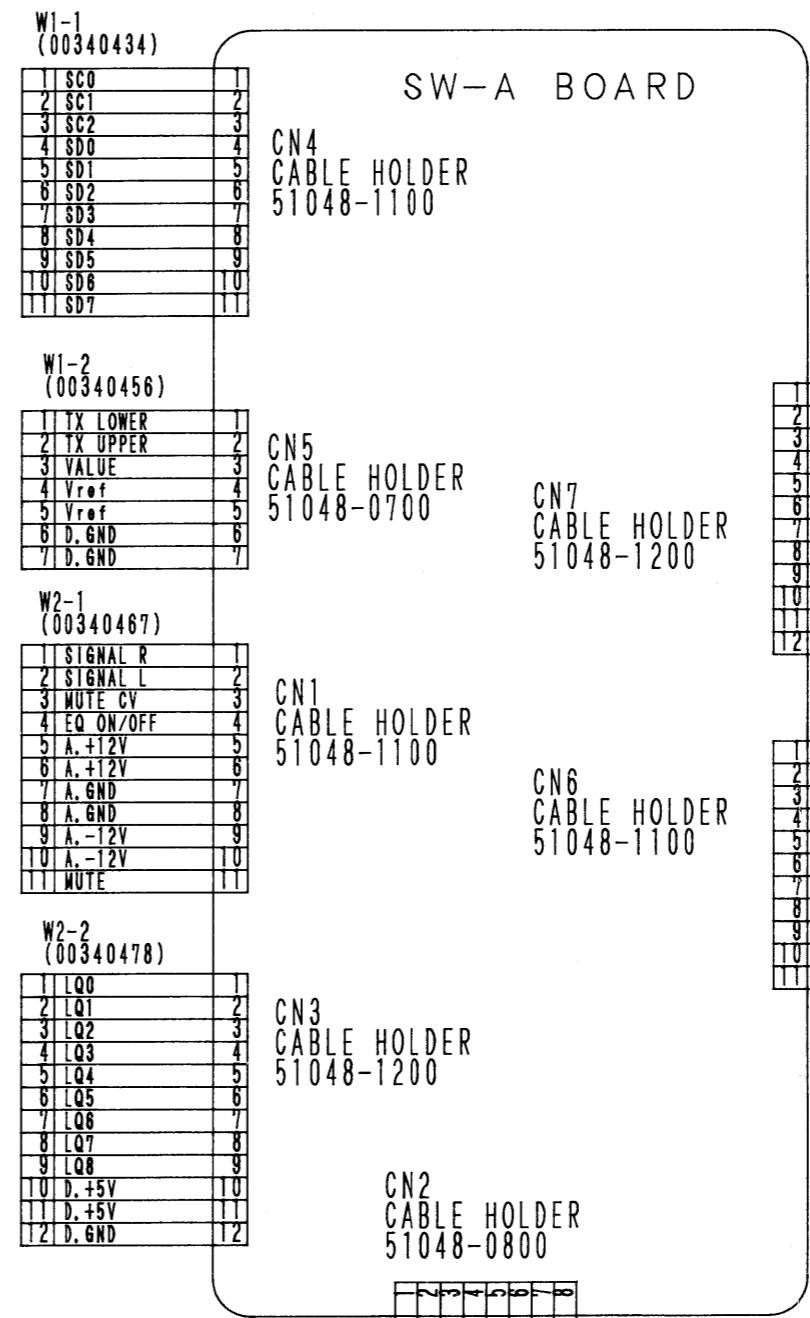 W1-1
(00340434)
SW-A BOARD
1 SC0 1
2 SC1 2
3 SC2 3
4 SD0 4
5 SD1 5
6 SD2 6
7 SD3 7
8 SD4 8
9 SD5 9
10 SD6 10
11 SD7 11
CN4
CABLE HOLDER
51048-1100
W1-2
(00340456)
1 TX LOWER 1
2 TX UPPER 2
3 VALUE 3
4 Vref 4
5 Vref 5
6 D.GND 6
7 D.GND 7
CN5
CABLE HOLDER
51048-0700
CN7
CABLE HOLDER
51048-1200
1
2
3
4
5
6
7
8
9
10
11
12
W2-1
(00340467)
1 SIGNAL R 1
2 SIGNAL L 2
3 MUTE CV 3
4 EQ ON/OFF 4
5 A.+12V 5
6 A.+12V 6
7 A.GND 7
8 A.GND 8
9 A.-12V 9
10 A.-12V 10
11 MUTE 11
CN1
CABLE HOLDER
51048-1100
CN6
CABLE HOLDER
51048-1100
1
2
3
4
5
6
7
8
9
10
11
W2-2
(00340478)
1 LQ0 1
2 LQ1 2
3 LQ2 3
4 LQ3 4
5 LQ4 5
6 LQ5 6
7 LQ6 7
8 LQ7 8
9 LQ8 9
10 D.+5V 10
11 D.+5V 11
12 D.GND 12
CN3
CABLE HOLDER
51048-1200
CN2
CABLE HOLDER
51048-0800
1 2 3 4 5 6 7 8